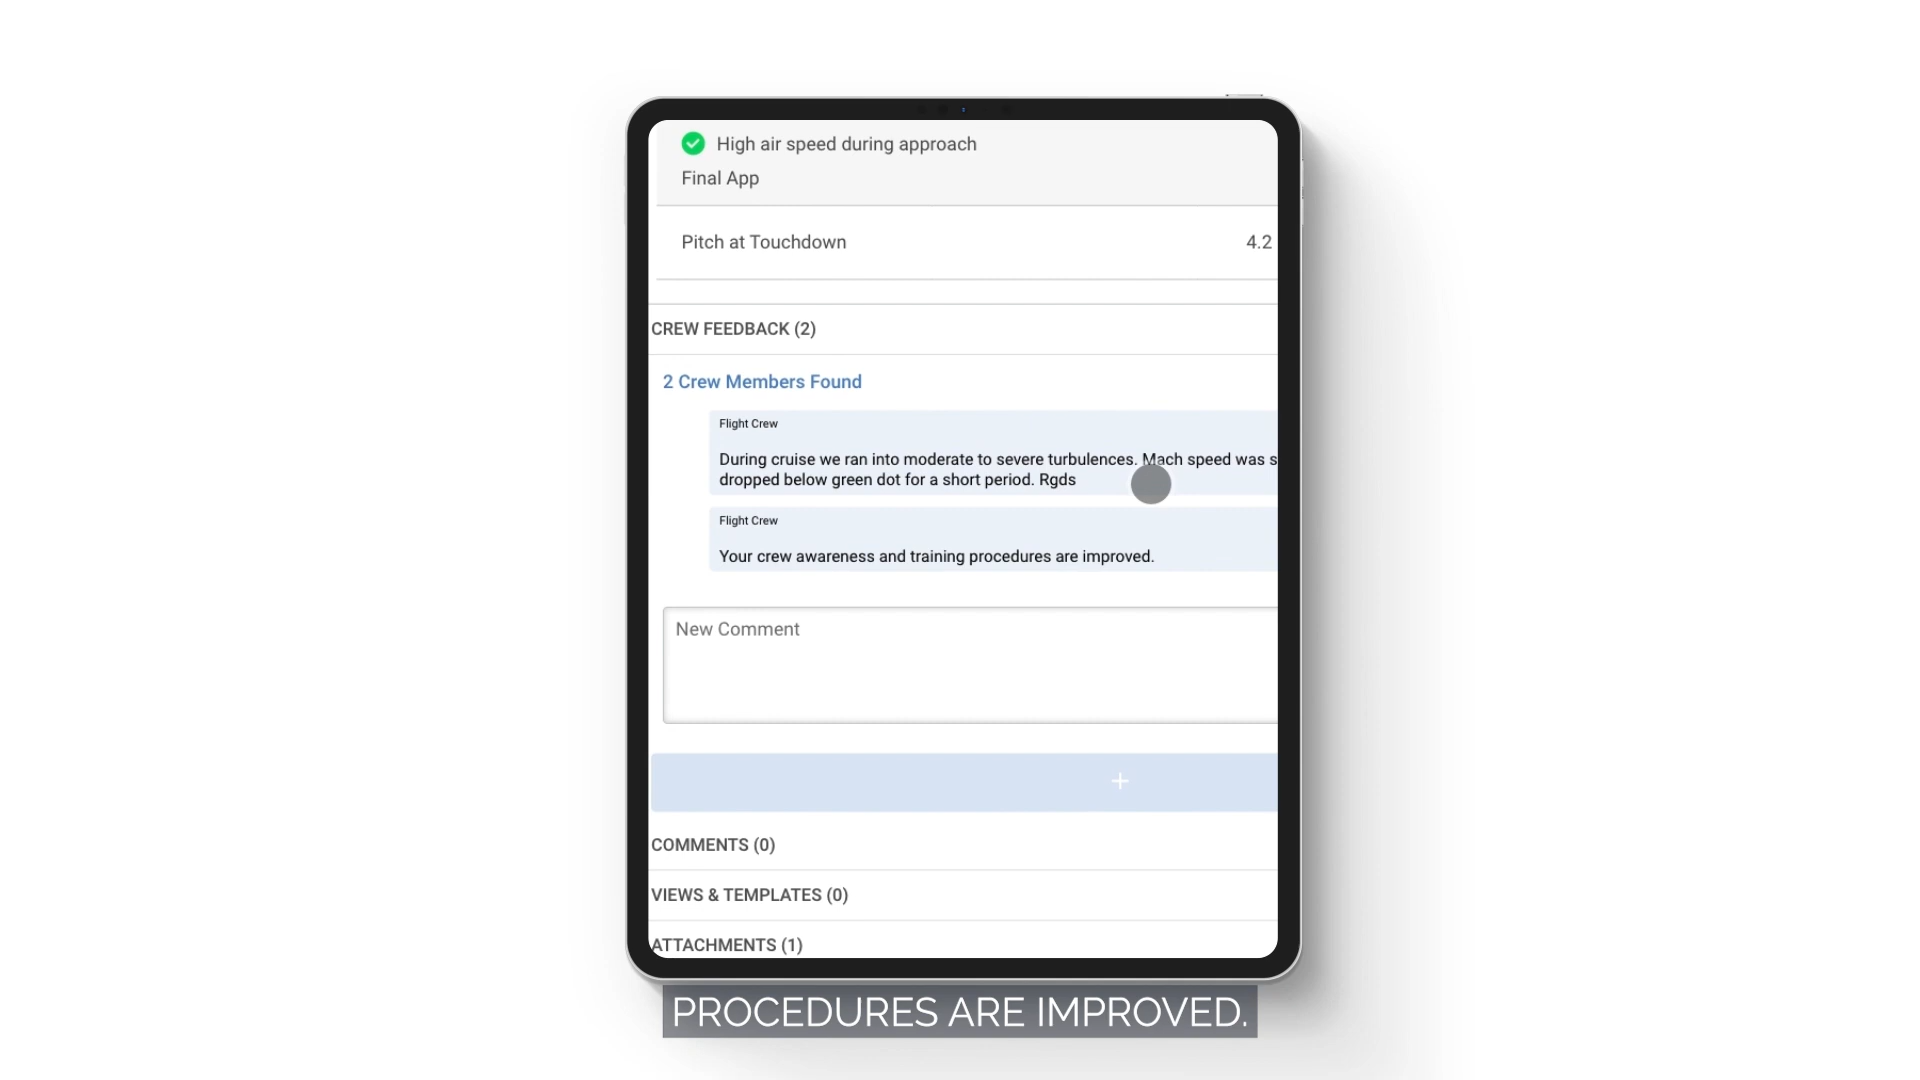 High air speed during approach
Final App
Pitch at Touchdown 4.2
CREW FEEDBACK (2)
2 Crew Members Found
Flight Crew
During cruise we ran into moderate to severe turbulences. Mach speed was s
dropped below green dot for a short period. Rgds
Flight Crew
Your crew awareness and training procedures are improved.
New Comment
+
COMMENTS (0)
VIEWS & TEMPLATES (0)
ATTACHMENTS (1)
PROCEDURES ARE IMPROVED.